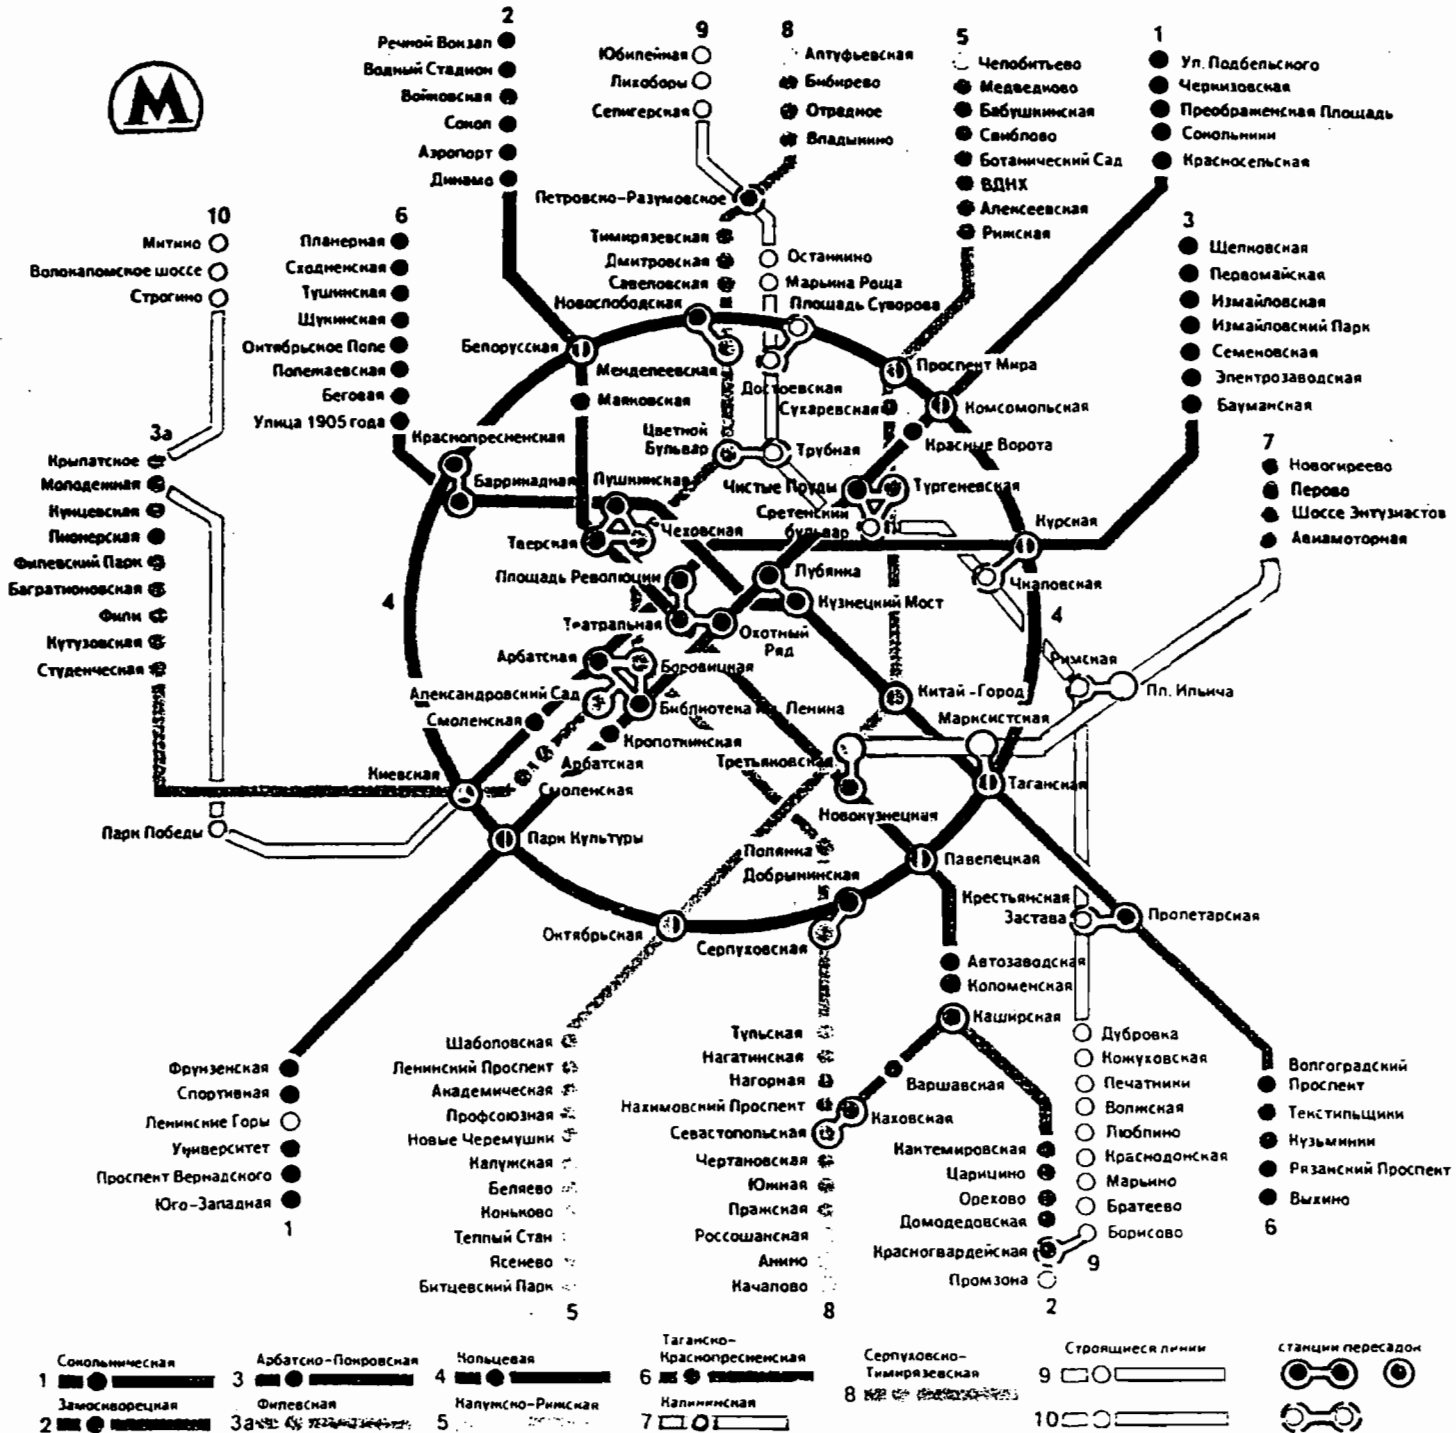 М
2
Речной Вокзал
Водный Стадион
Войковская
Сокол
Аэропорт
Динамо
9
Юбилейная
Лихоборы
Селигерская
8
Алтуфьевская
Бибирево
Отрадное
Владыкино
5
Челобитьево
Медведково
Бабушкинская
Свиблово
Ботанический Сад
ВДНХ
Алексеевская
Рижская
1
Ул. Подбельского
Черкизовская
Преображенская Площадь
Сокольники
Красносельская
3
Щелковская
Первомайская
Измайловская
Измайловский Парк
Семеновская
Электрозаводская
Бауманская
7
Новогиреево
Перово
Шоссе Энтузиастов
Авиамоторная
10
Митино
Волоколамское шоссе
Строгино
6
Планерная
Сходненская
Тушинская
Щукинская
Октябрьское Поле
Полежаевская
Беговая
Улица 1905 года
3а
Крылатское
Молодежная
Кунцевская
Пионерская
Филевский Парк
Багратионовская
Фили
Кутузовская
Студенческая
Петровско-Разумовское
Тимирязевская
Дмитровская
Савеловская
Новослободская
Останкино
Марьина Роща
Площадь Суворова
Белорусская
Менделеевская
Достоевская
Проспект Мира
Маяковская
Сухаревская
Комсомольская
Красные Ворота
Краснопресненская
Цветной
Бульвар
Трубная
Баррикадная
Пушкинская
Чистые Пруды
Тургеневская
Сретенский
бульвар
Курская
Тверская
Чеховская
Чкаловская
Площадь Революции
Лубянка
Кузнецкий Мост
4
4
Театральная
Охотный
Ряд
Римская
Пл. Ильича
Арбатская
Боровицкая
Китай-Город
Александровский Сад
Библиотека им. Ленина
Марксистская
Смоленская
Кропоткинская
Арбатская
Третьяковская
Киевская
Смоленская
Таганская
Новокузнецкая
Парк Победы
Парк Культуры
Полянка
Павелецкая
Добрынинская
Крестьянская
Застава
Пролетарская
Октябрьская
Серпуховская
Автозаводская
Коломенская
Каширская
Варшавская
Каховская
Фрунзенская
Спортивная
Ленинские Горы
Университет
Проспект Вернадского
Юго-Западная
1
Шаболовская
Ленинский Проспект
Академическая
Профсоюзная
Новые Черемушки
Калужская
Беляево
Коньково
Теплый Стан
Ясенево
Битцевский Парк
5
Тульская
Нагатинская
Нагорная
Нахимовский Проспект
Севастопольская
Чертановская
Южная
Пражская
Россошанская
Анино
Качалово
8
Кантемировская
Царицино
Орехово
Домодедовская
Красногвардейская
Промзона
2
Дубровка
Кожуховская
Печатники
Волжская
Люблино
Краснодонская
Марьино
Братеево
Борисово
9
Волгоградский
Проспект
Текстильщики
Кузьминки
Рязанский Проспект
Выхино
6
1 Сокольническая
2 Замоскворецкая
3 Арбатско-Покровская
3а Филевская
4 Кольцевая
5 Калужско-Рижская
6 Таганско-
Краснопресненская
7 Калининская
8 Серпуховско-
Тимирязевская
Строящиеся линии
9
10
станции пересадок